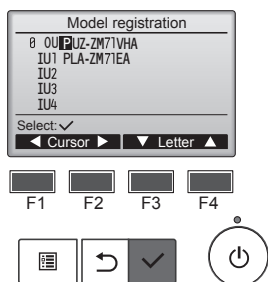 Model registration
0 OU PUZ-ZM71VHA
IU1 PLA-ZM71EA
IU2
IU3
IU4
Select:✓
◀ Cursor ▶ ▼ Letter ▲
F1 F2 F3 F4